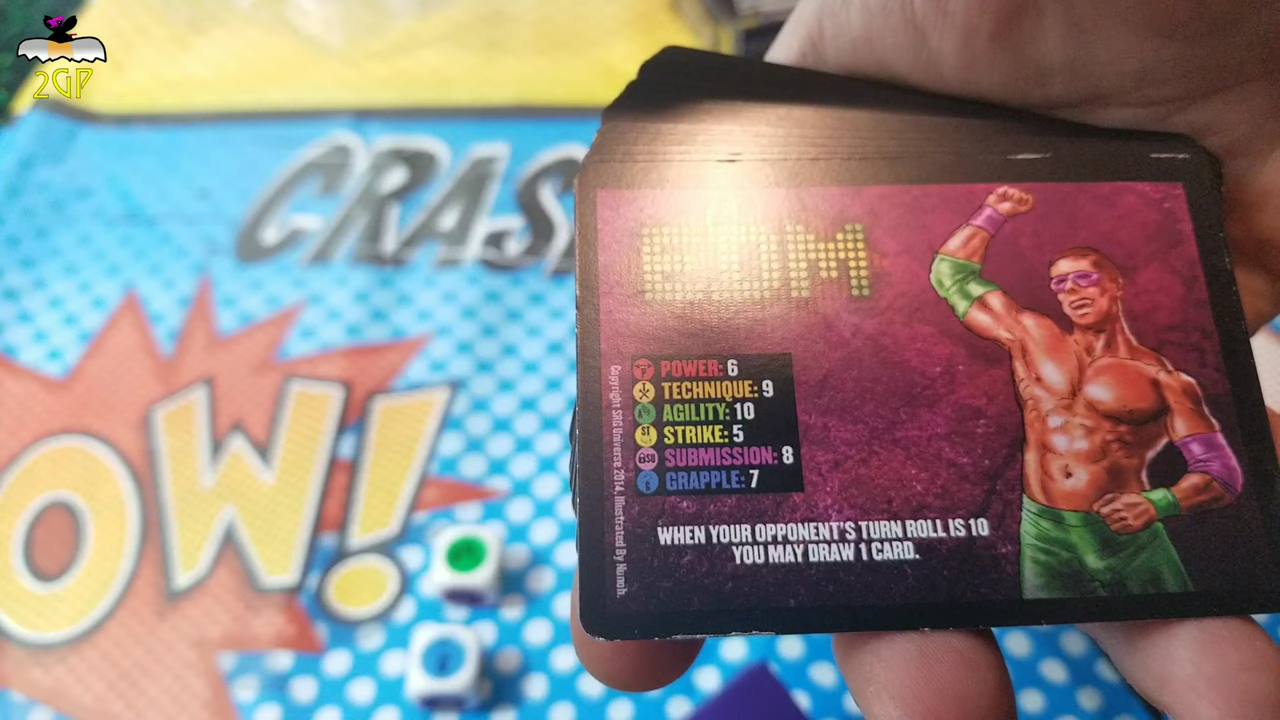 2GP
CRAS
OW!
POWER: 6
TECHNIQUE: 9
AGILITY: 10
STRIKE: 5
SUBMISSION: 8
GRAPPLE: 7
Copyright SRG Universe 2014, Illustrated By Nunoh.
WHEN YOUR OPPONENT'S TURN ROLL IS 10
YOU MAY DRAW 1 CARD.